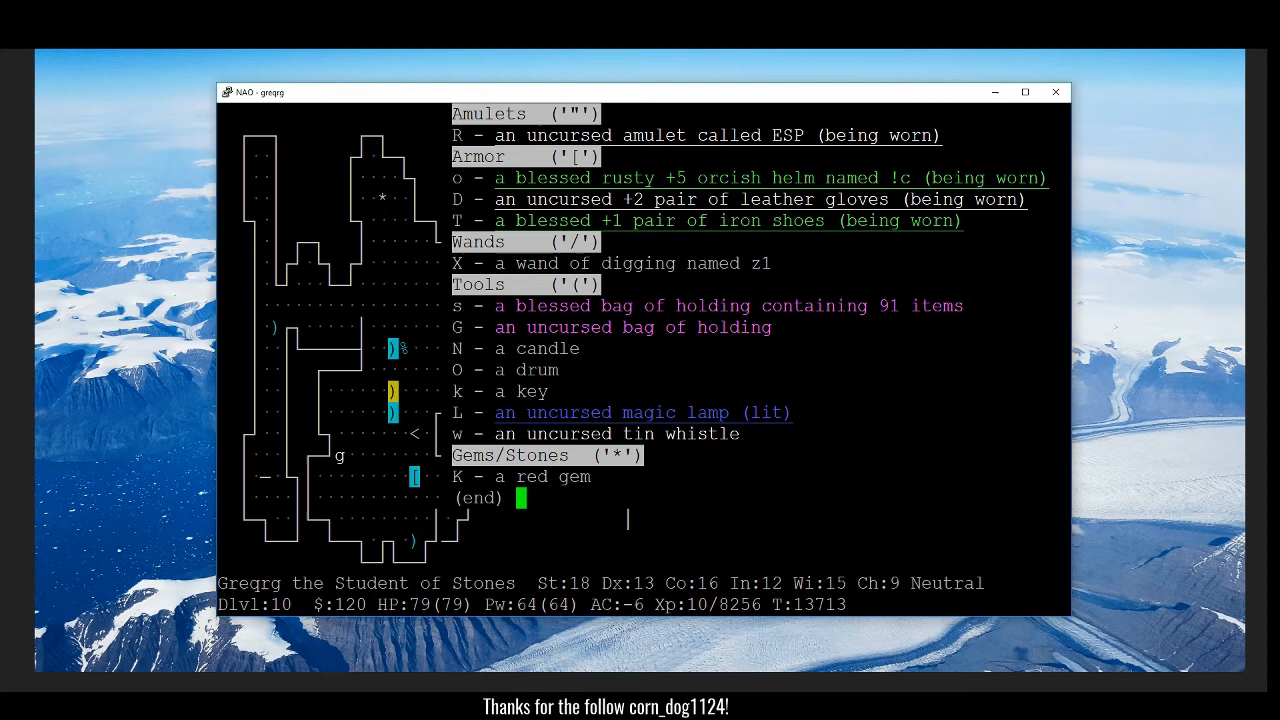 NAO - greqrg
Amulets ('"')
R - an uncursed amulet called ESP (being worn)
Armor ('[')
o - a blessed rusty +5 orcish helm named !c (being worn)
D - an uncursed +2 pair of leather gloves (being worn)
T - a blessed +1 pair of iron shoes (being worn)
Wands ('/')
X - a wand of digging named z1
Tools ('(')
s - a blessed bag of holding containing 91 items
G - an uncursed bag of holding
N - a candle
O - a drum
k - a key
L - an uncursed magic lamp (lit)
w - an uncursed tin whistle
Gems/Stones ('*')
K - a red gem
(end)
Greqrg the Student of Stones St:18 Dx:13 Co:16 In:12 Wi:15 Ch:9 Neutral
Dlvl:10 $:120 HP:79(79) Pw:64(64) AC:-6 Xp:10/8256 T:13713
Thanks for the follow corn_dog1124!